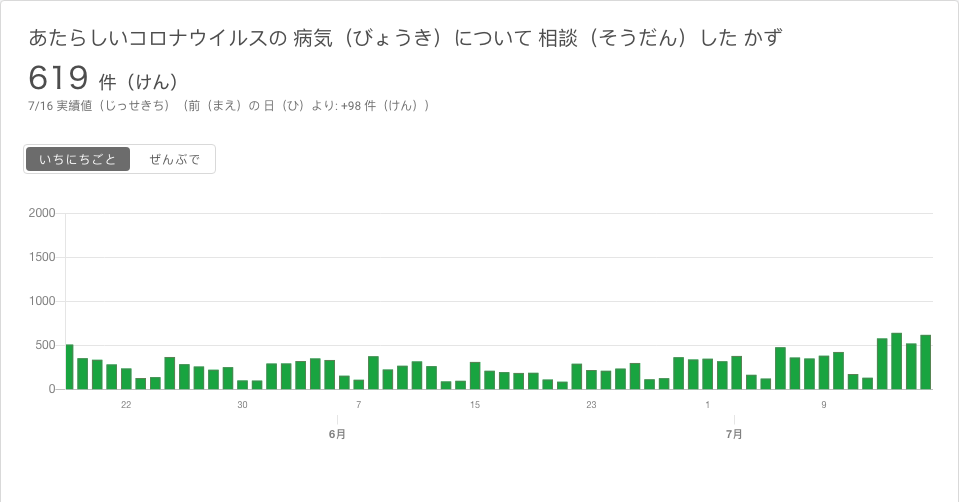 あたらしいコロナウイルスの 病気（びょうき）について 相談（そうだん）した かず
619 件（けん）
7/16 実績値（じっせきち）（前（まえ）の 日（ひ）より: +98 件（けん））
いちにちごと ぜんぶで
2000
1500
1000
500
0
22 30 7 15 23 1 9
6月 7月